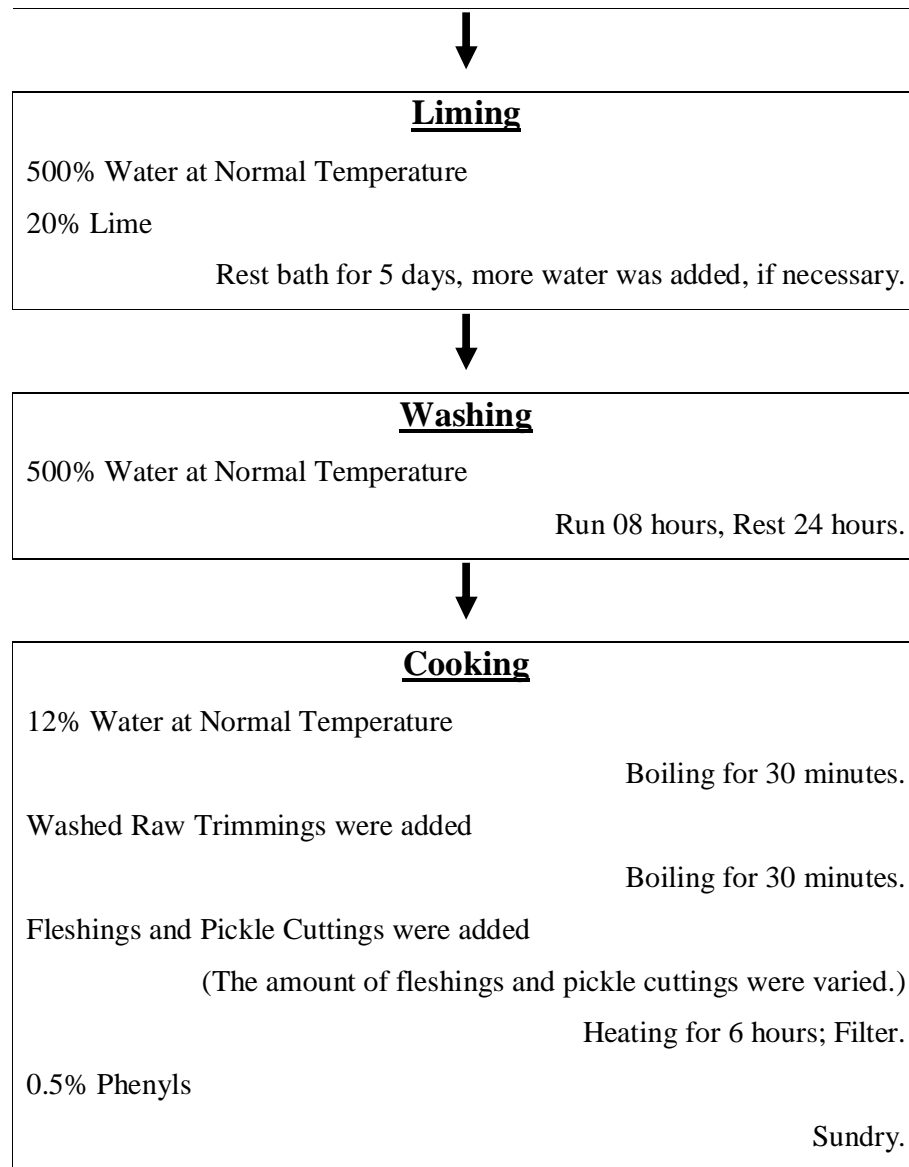 Liming
500% Water at Normal Temperature
20% Lime
Rest bath for 5 days, more water was added, if necessary.
Washing
500% Water at Normal Temperature
Run 08 hours, Rest 24 hours.
Cooking
12% Water at Normal Temperature
Boiling for 30 minutes.
Washed Raw Trimmings were added
Boiling for 30 minutes.
Fleshings and Pickle Cuttings were added
(The amount of fleshings and pickle cuttings were varied.)
Heating for 6 hours; Filter.
0.5% Phenyls
Sundry.